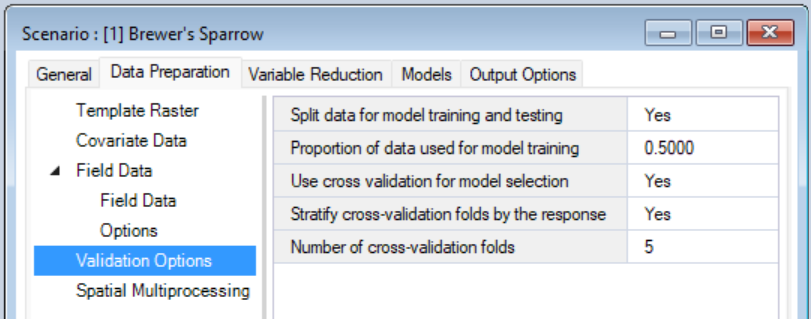 Scenario : [1] Brewer's Sparrow
General Data Preparation Variable Reduction Models Output Options
Template Raster
Covariate Data
Field Data
Field Data
Options
Validation Options
Spatial Multiprocessing
Split data for model training and testing Yes
Proportion of data used for model training 0.5000
Use cross validation for model selection Yes
Stratify cross-validation folds by the response Yes
Number of cross-validation folds 5